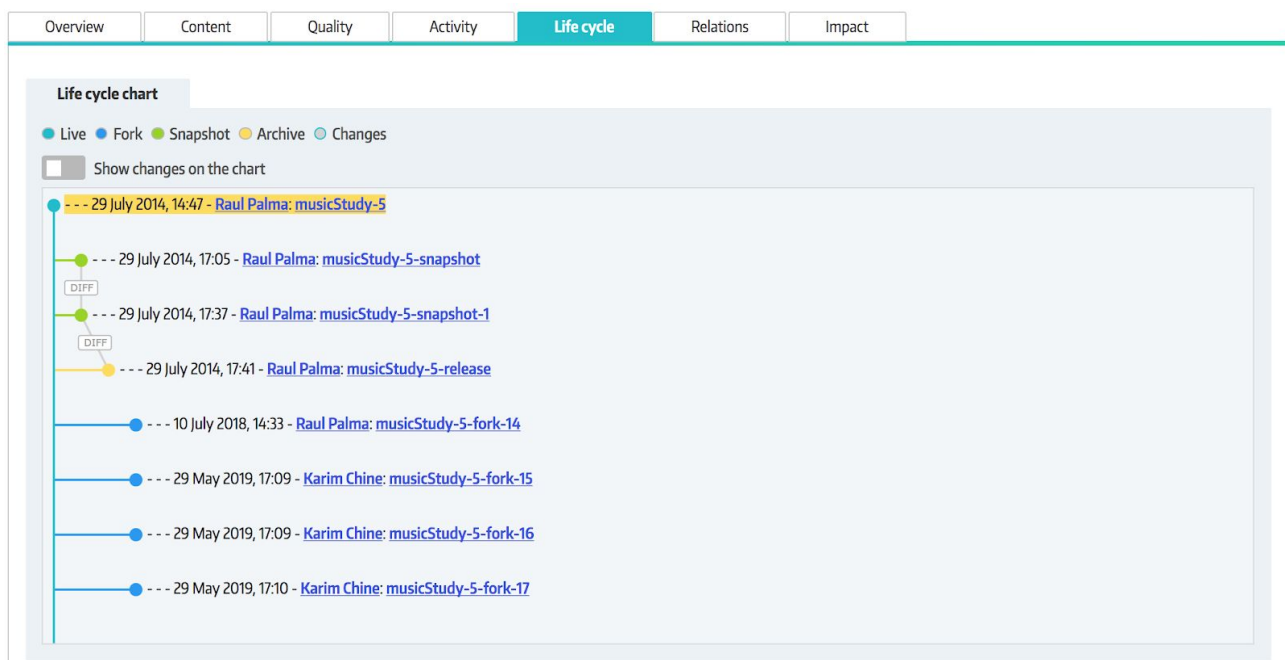 Overview Content Quality Activity Life cycle Relations Impact
Life cycle chart
Live Fork Snapshot Archive Changes
Show changes on the chart
- - - 29 July 2014, 14:47 - Raul Palma: musicStudy-5
- - - 29 July 2014, 17:05 - Raul Palma: musicStudy-5-snapshot
DIFF
- - - 29 July 2014, 17:37 - Raul Palma: musicStudy-5-snapshot-1
DIFF
- - - 29 July 2014, 17:41 - Raul Palma: musicStudy-5-release
- - - 10 July 2018, 14:33 - Raul Palma: musicStudy-5-fork-14
- - - 29 May 2019, 17:09 - Karim Chine: musicStudy-5-fork-15
- - - 29 May 2019, 17:09 - Karim Chine: musicStudy-5-fork-16
- - - 29 May 2019, 17:10 - Karim Chine: musicStudy-5-fork-17